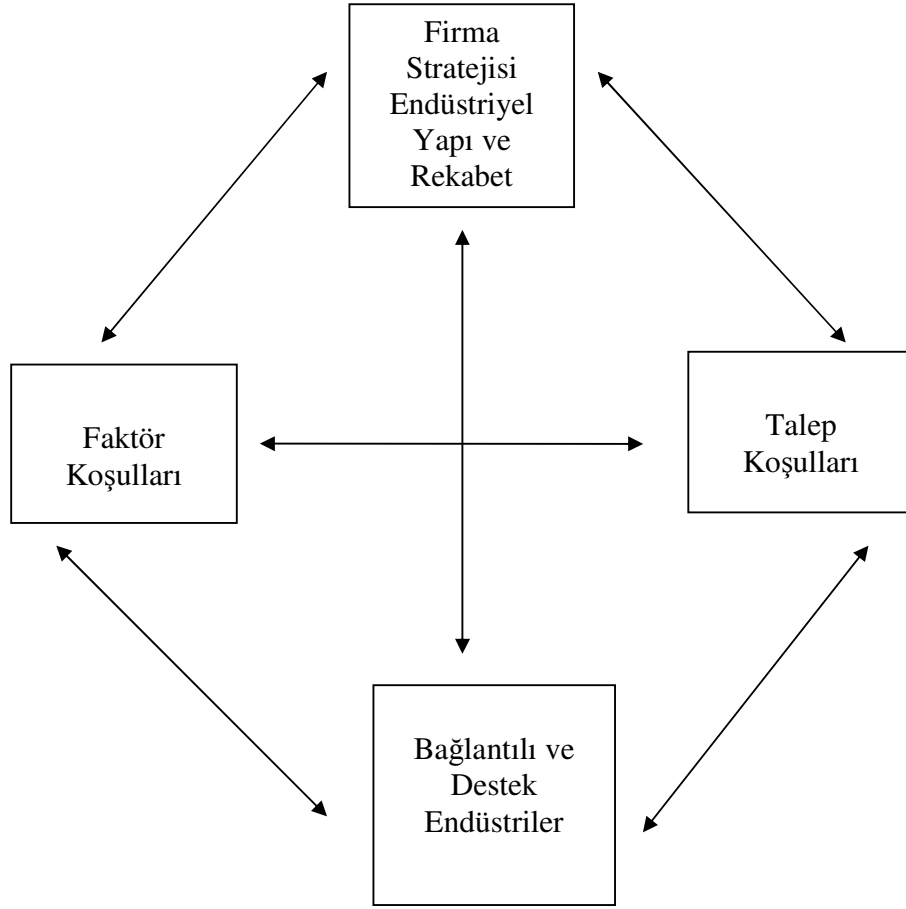 Firma
Stratejisi
Endüstriyel
Yapı ve
Rekabet
Faktör
Koşulları
Talep
Koşulları
Bağlantılı ve
Destek
Endüstriler